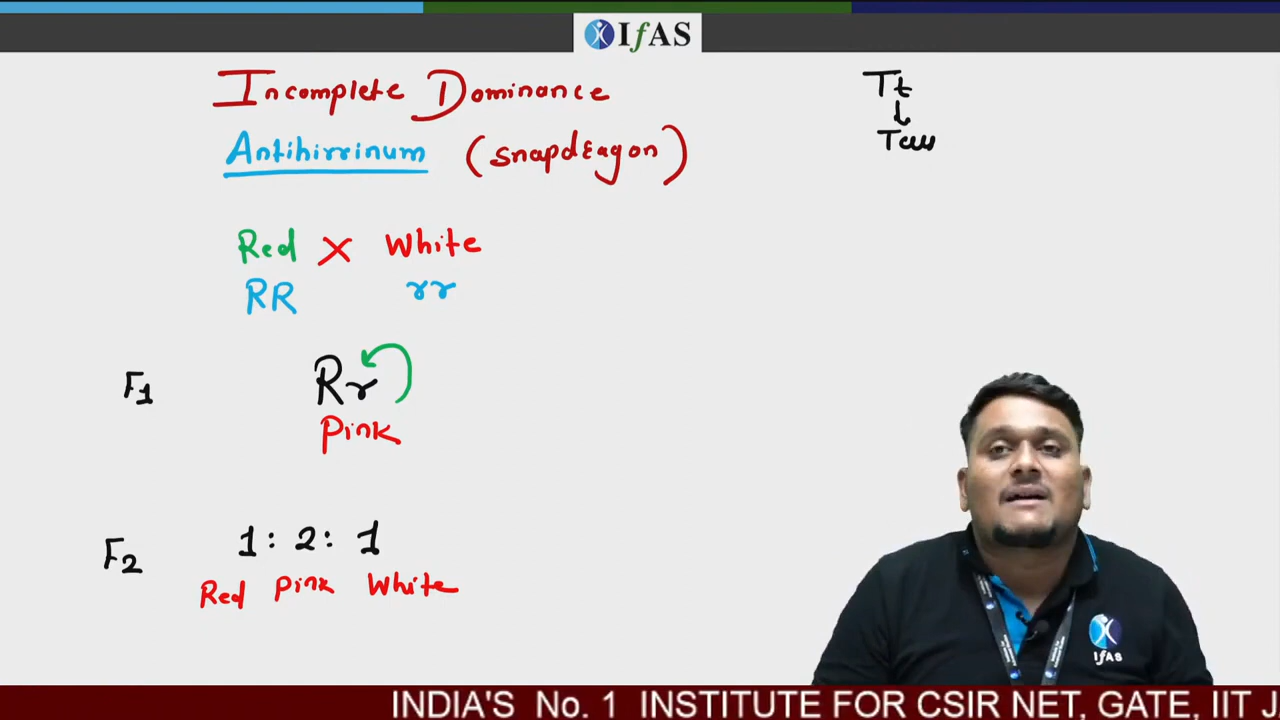 IfAS
Incomplete Dominance
Antihirrinum (snapdragon)
Red X White
RR rr
F1 Rr
Pink
F2 1: 2: 1
Red Pink White
Tt
Tall
IfAS
INDIA'S No. 1 INSTITUTE FOR CSIR NET, GATE, IIT J